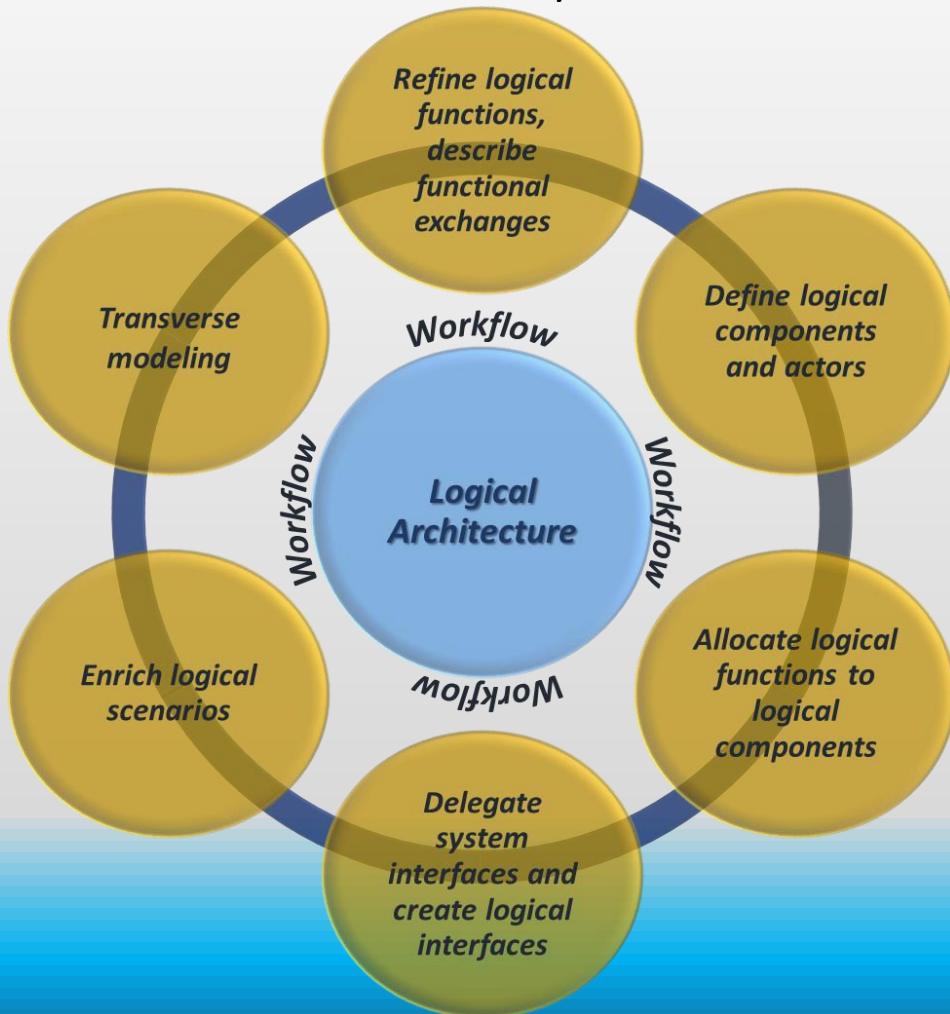 Refine logical
functions,
describe
functional
exchanges
Define logical
components
and actors
Allocate logical
functions to
logical
components
Delegate
system
interfaces and
create logical
interfaces
Enrich logical
scenarios
Transverse
modeling
Workflow
Workflow
Workflow
Workflow
Logical
Architecture